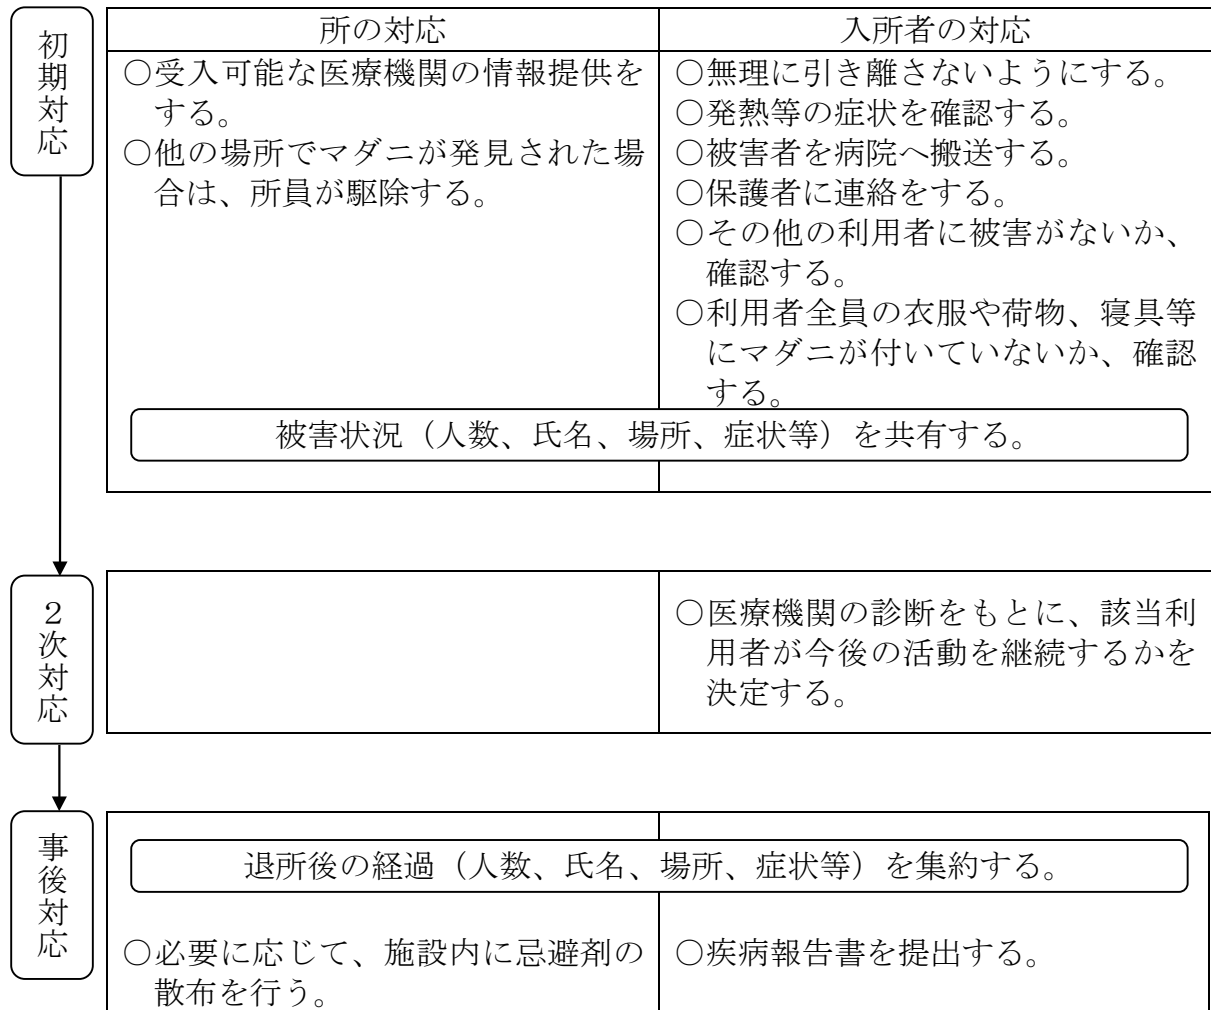 初期対応
所の対応
入所者の対応
○受入可能な医療機関の情報提供を
する。
○他の場所でマダニが発見された場
合は、所員が駆除する。
○無理に引き離さないようにする。
○発熱等の症状を確認する。
○被害者を病院へ搬送する。
○保護者に連絡をする。
○その他の利用者に被害がないか、
確認する。
○利用者全員の衣服や荷物、寝具等
にマダニが付いていないか、確認
する。
被害状況（人数、氏名、場所、症状等）を共有する。
２次対応
○医療機関の診断をもとに、該当利
用者が今後の活動を継続するかを
決定する。
事後対応
退所後の経過（人数、氏名、場所、症状等）を集約する。
○必要に応じて、施設内に忌避剤の
散布を行う。
○疾病報告書を提出する。